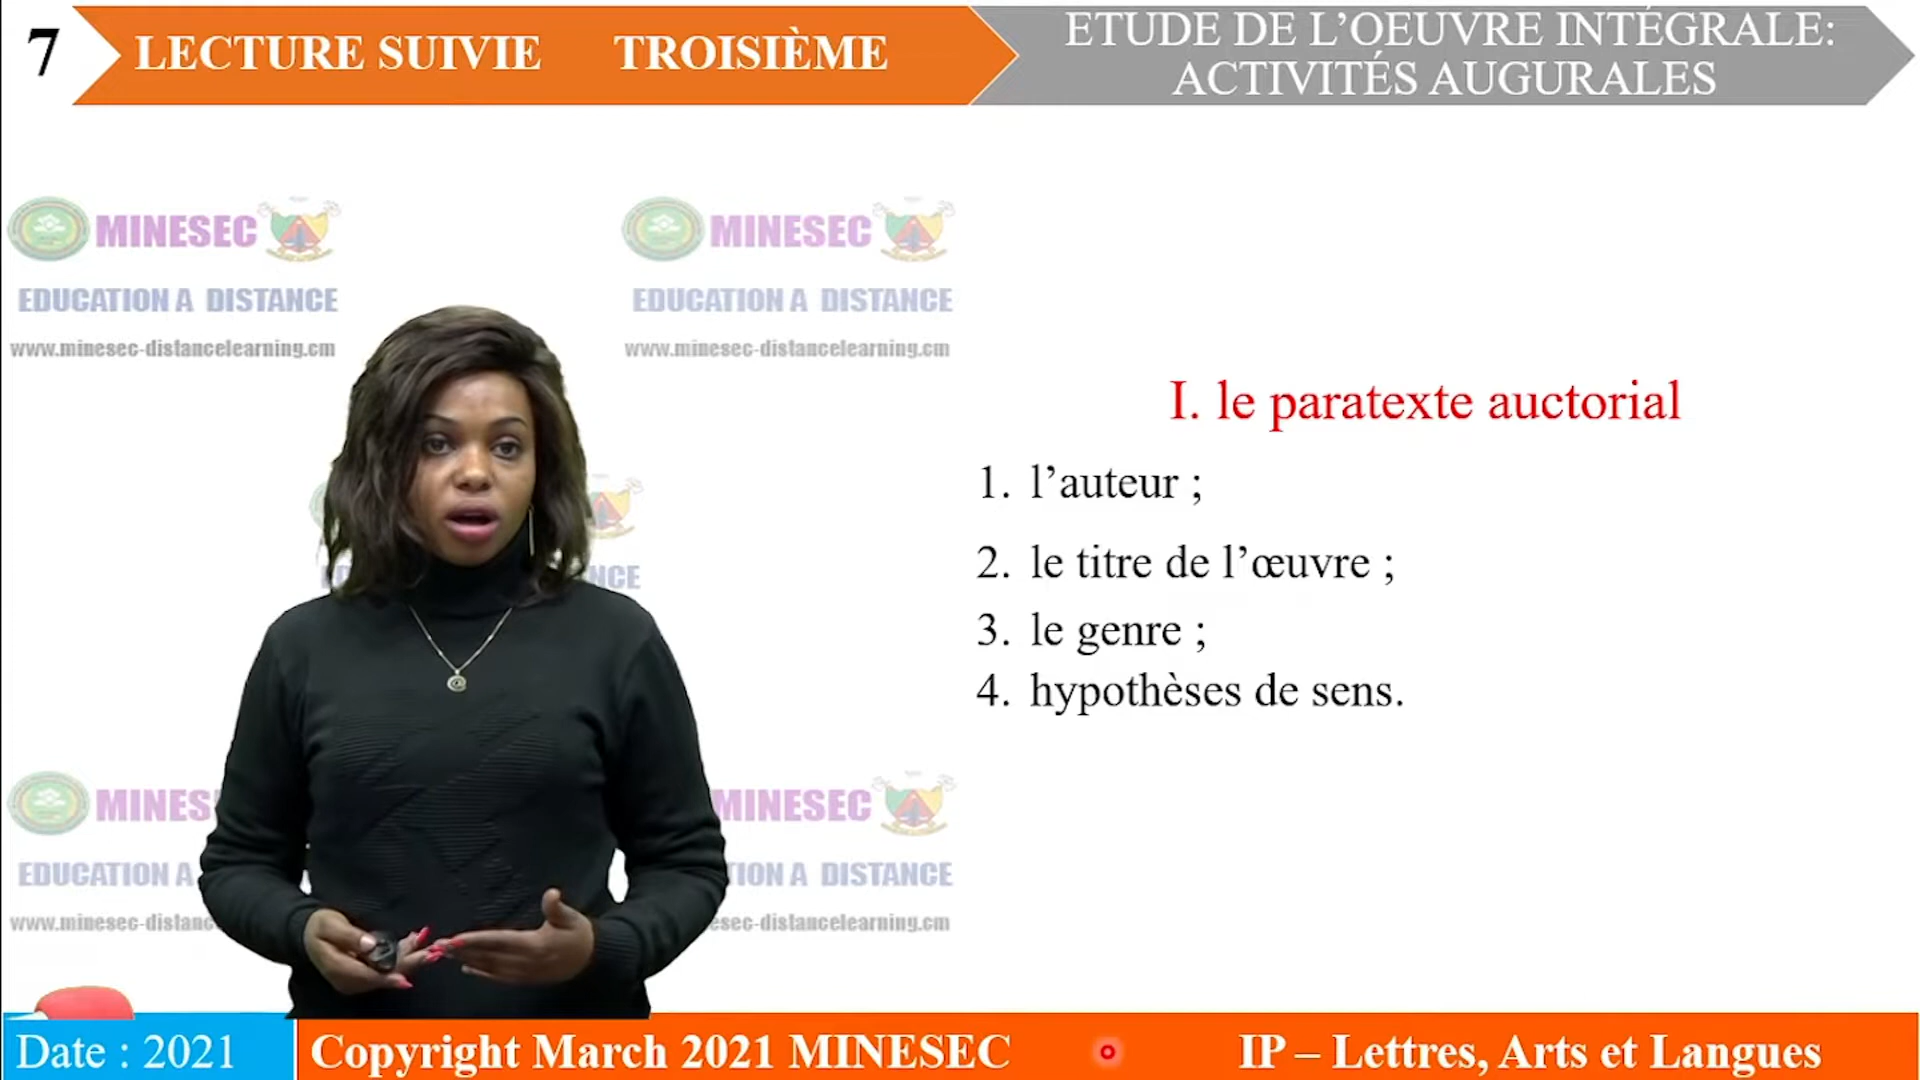 7
LECTURE SUIVIE TROISIÈME
ETUDE DE L'OEUVRE INTÉGRALE:
ACTIVITÉS AUGURALES
MINESEC
EDUCATION A DISTANCE
www.minesec-distancelearning.cm
MINESEC
EDUCATION A DISTANCE
www.minesec-distancelearning.cm
I. le paratexte auctorial
1. l'auteur ;
2. le titre de l'œuvre ;
3. le genre ;
4. hypothèses de sens.
NCE
MINES
EDUCATION A
www.minesec-distanc
MINESEC
TION A DISTANCE
esec-distancelearning.cm
Date : 2021
Copyright March 2021 MINESEC
IP – Lettres, Arts et Langues